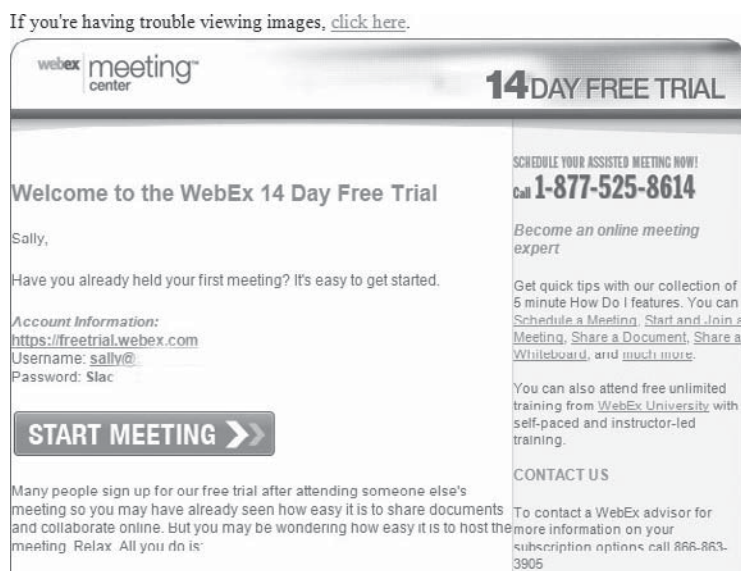 If you're having trouble viewing images, click here.
webex meeting™
center
14 DAY FREE TRIAL
Welcome to the WebEx 14 Day Free Trial
Sally,
Have you already held your first meeting? It's easy to get started.
Account Information:
https://freetrial.webex.com
Username: sally@
Password: Slac
START MEETING
Many people sign up for our free trial after attending someone else's
meeting so you may have already seen how easy it is to share documents
and collaborate online. But you may be wondering how easy it is to host the
meeting. Relax. All you do is:
SCHEDULE YOUR ASSISTED MEETING NOW!
Call 1-877-525-8614
Become an online meeting
expert
Get quick tips with our collection of
5 minute How Do I features. You can
Schedule a Meeting, Start and Join a
Meeting, Share a Document, Share a
Whiteboard, and much more.
You can also attend free unlimited
training from WebEx University with
self-paced and instructor-led
training.
CONTACT US
To contact a WebEx advisor for
more information on your
subscription options call 866-863-
3905